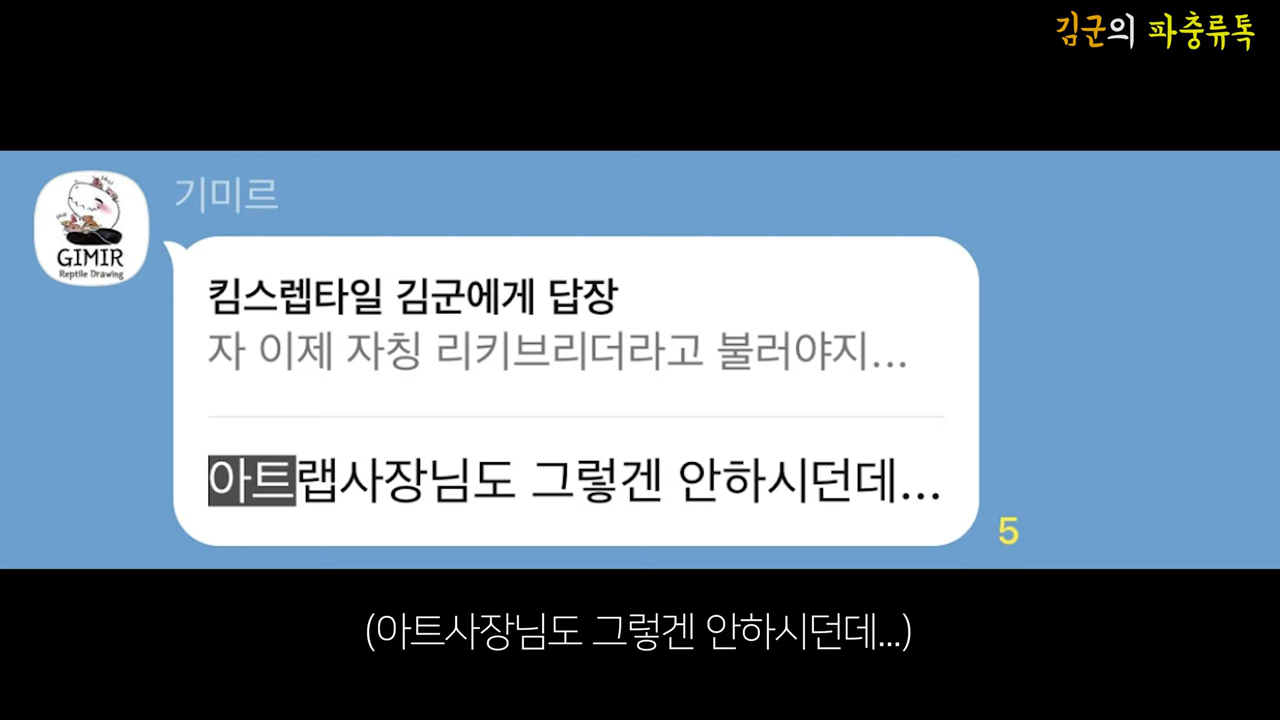 김군의 파충류톡
기미르
GIMIR
Reptile Drawing
킴스렙타일 김군에게 답장
자 이제 자칭 리키브리더라고 불러야지...
아트랩사장님도 그렇겐 안하시던데...
5
(아트사장님도 그렇겐 안하시던데...)